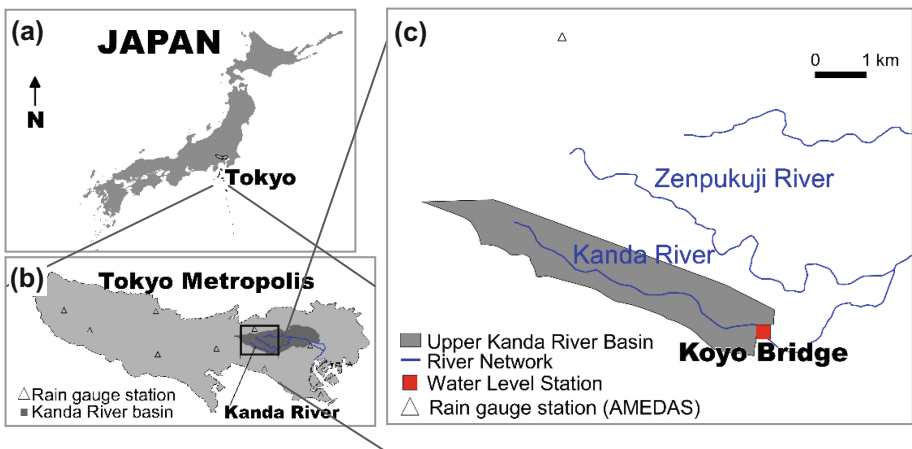 (a)
JAPAN
N
Tokyo
(b)
Tokyo Metropolis
Rain gauge station
Kanda River basin
Kanda River
(c)
0 1 km
Zenpukuji River
Kanda River
Koyo Bridge
Upper Kanda River Basin
River Network
Water Level Station
Rain gauge station (AMEDAS)